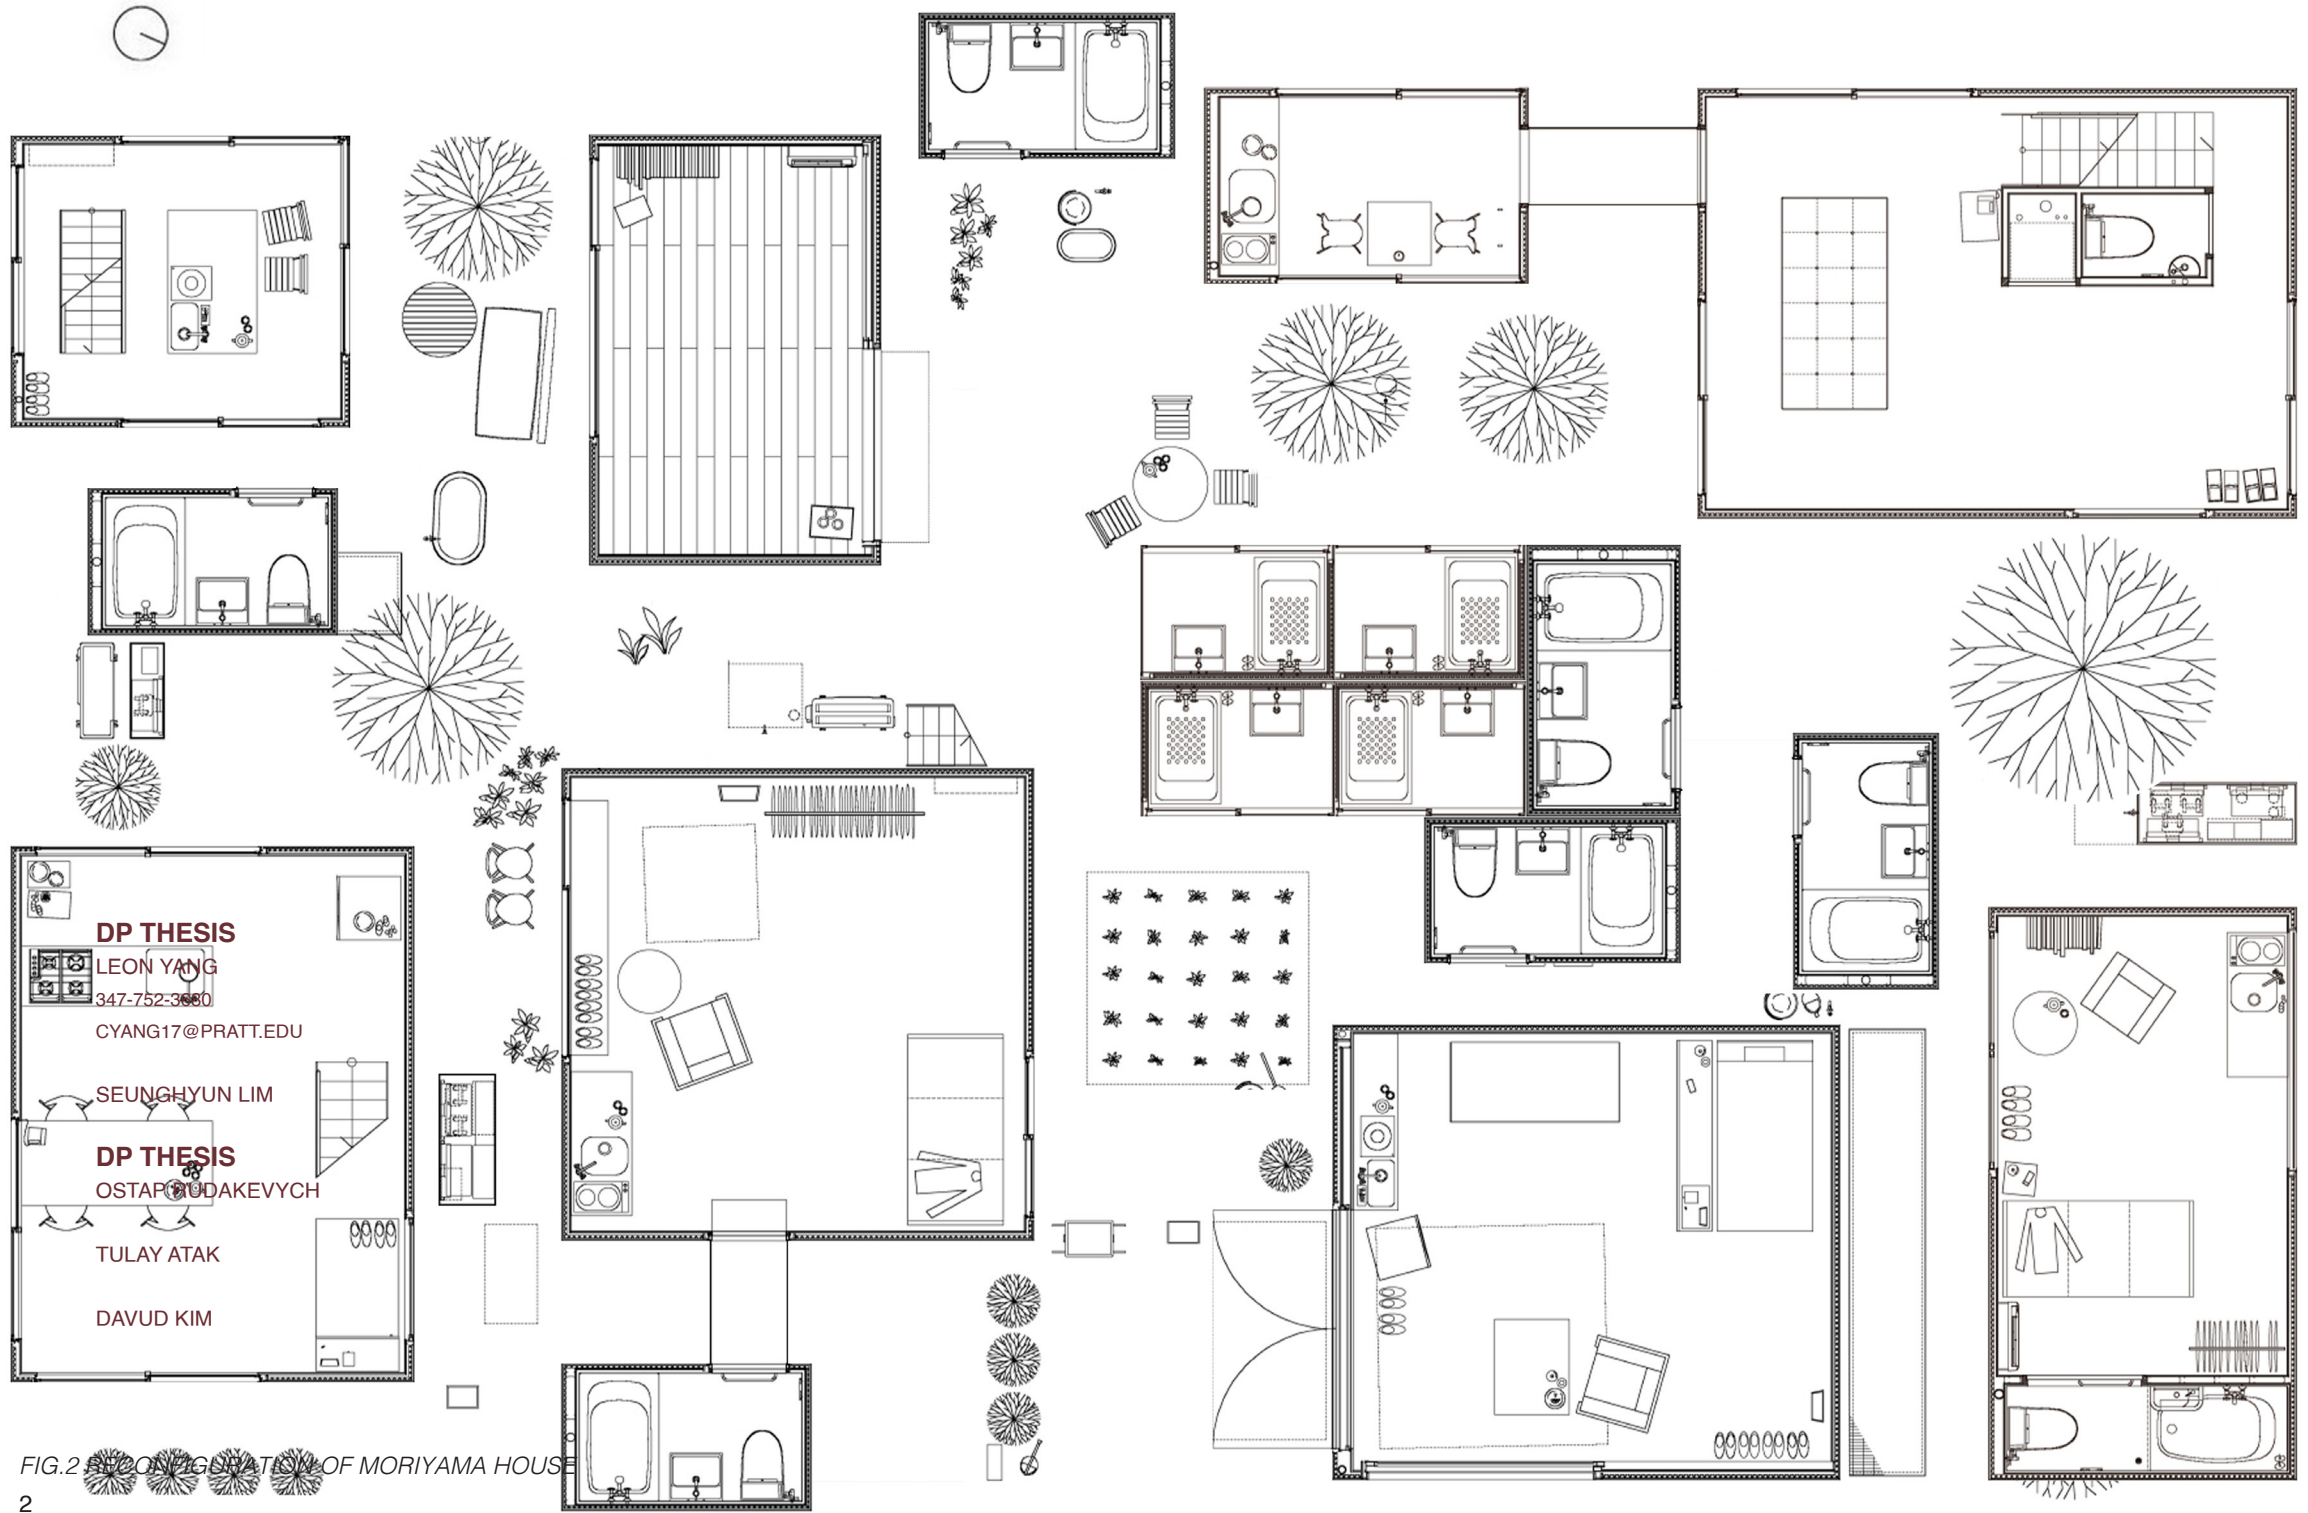 DP THESIS
LEON YANG
347-752-3680
CYANG17@PRATT.EDU
SEUNGHYUN LIM
DP THESIS
OSTAP RUDAKEVYCH
TULAY ATAK
DAVUD KIM
FIG.2 RECONFIGURATION OF MORIYAMA HOUSE
2